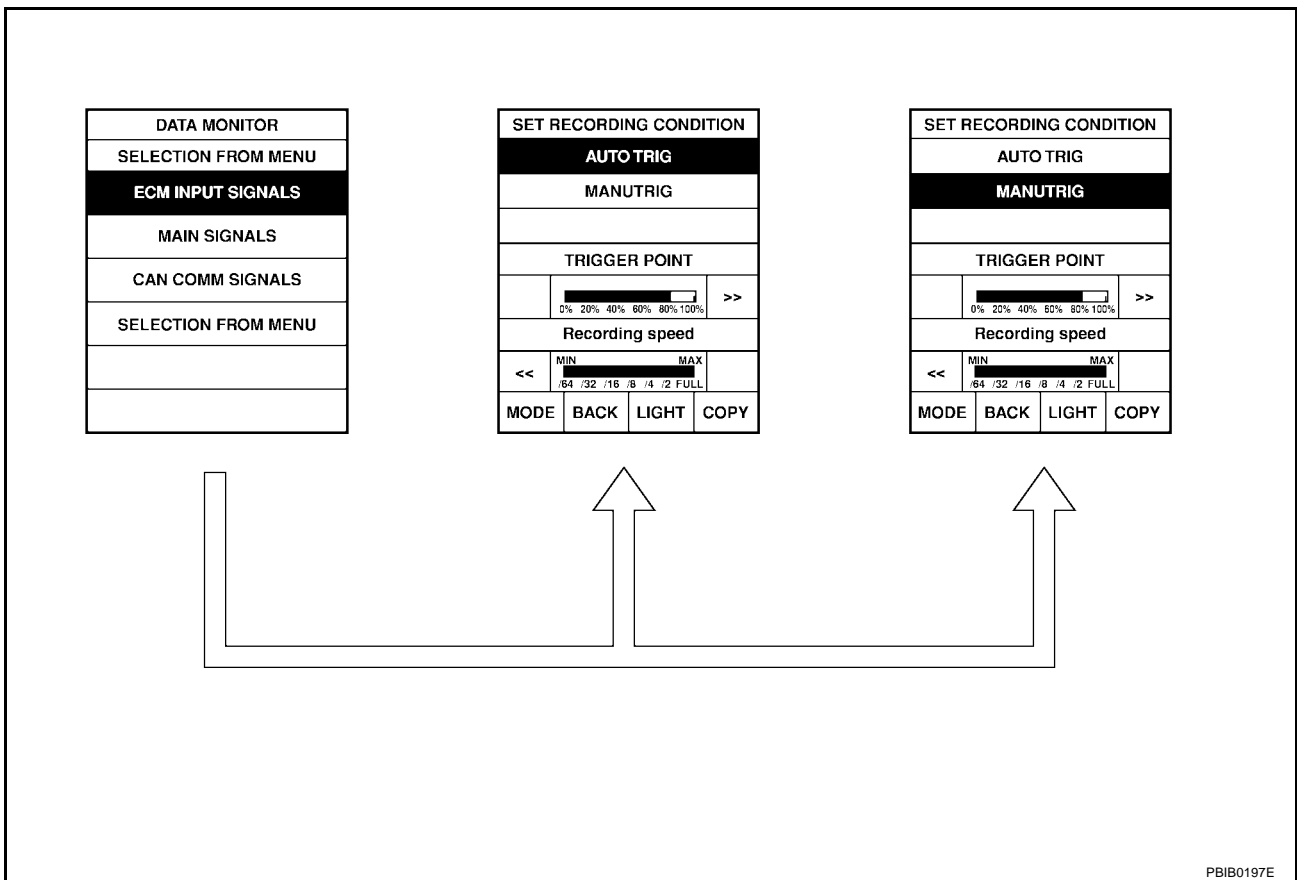 DATA MONITOR
SELECTION FROM MENU
ECM INPUT SIGNALS
MAIN SIGNALS
CAN COMM SIGNALS
SELECTION FROM MENU
SET RECORDING CONDITION
AUTO TRIG
MANUTRIG
TRIGGER POINT
>>
0% 20% 40% 60% 80% 100%
Recording speed
MIN MAX
<<
/64 /32 /16 /8 /4 /2 FULL
MODE BACK LIGHT COPY
SET RECORDING CONDITION
AUTO TRIG
MANUTRIG
TRIGGER POINT
>>
0% 20% 40% 60% 80% 100%
Recording speed
MIN MAX
<<
/64 /32 /16 /8 /4 /2 FULL
MODE BACK LIGHT COPY
PBIB0197E